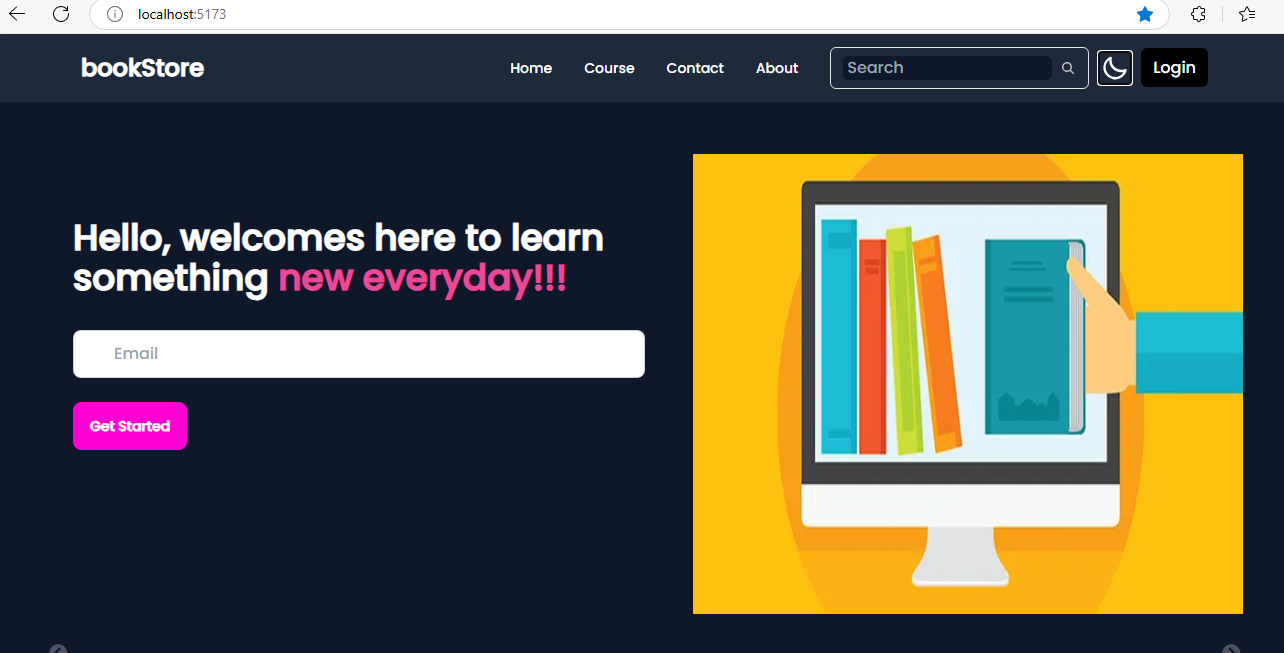 localhost:5173
bookStore
Home
Course
Contact
About
Search
Login
Hello, welcomes here to learn
something new everyday!!!
Email
Get Started